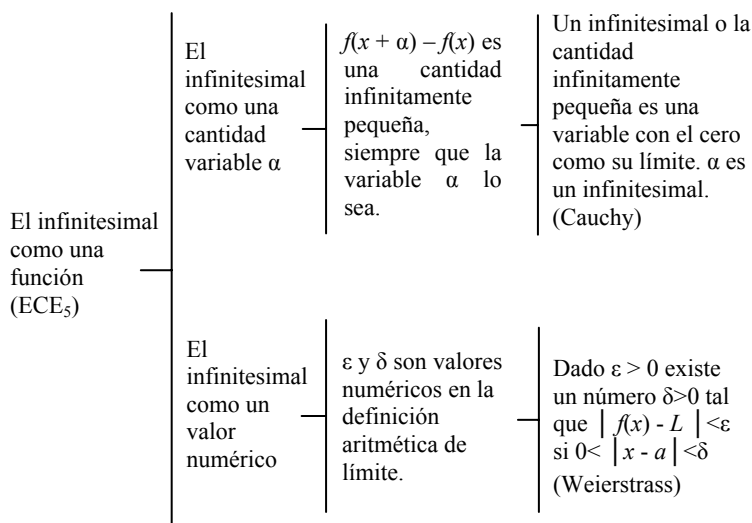 El infinitesimal
como una
función
(ECE₅)
El
infinitesimal
como una
cantidad
variable α
f(x + α) – f(x) es
una cantidad
infinitamente
pequeña,
siempre que la
variable α lo
sea.
Un infinitesimal o la
cantidad
infinitamente
pequeña es una
variable con el cero
como su límite. α es
un infinitesimal.
(Cauchy)
El
infinitesimal
como un
valor
numérico
ε y δ son valores
numéricos en la
definición
aritmética de
límite.
Dado ε > 0 existe
un número δ>0 tal
que | f(x) - L | <ε
si 0< | x - a | <δ
(Weierstrass)